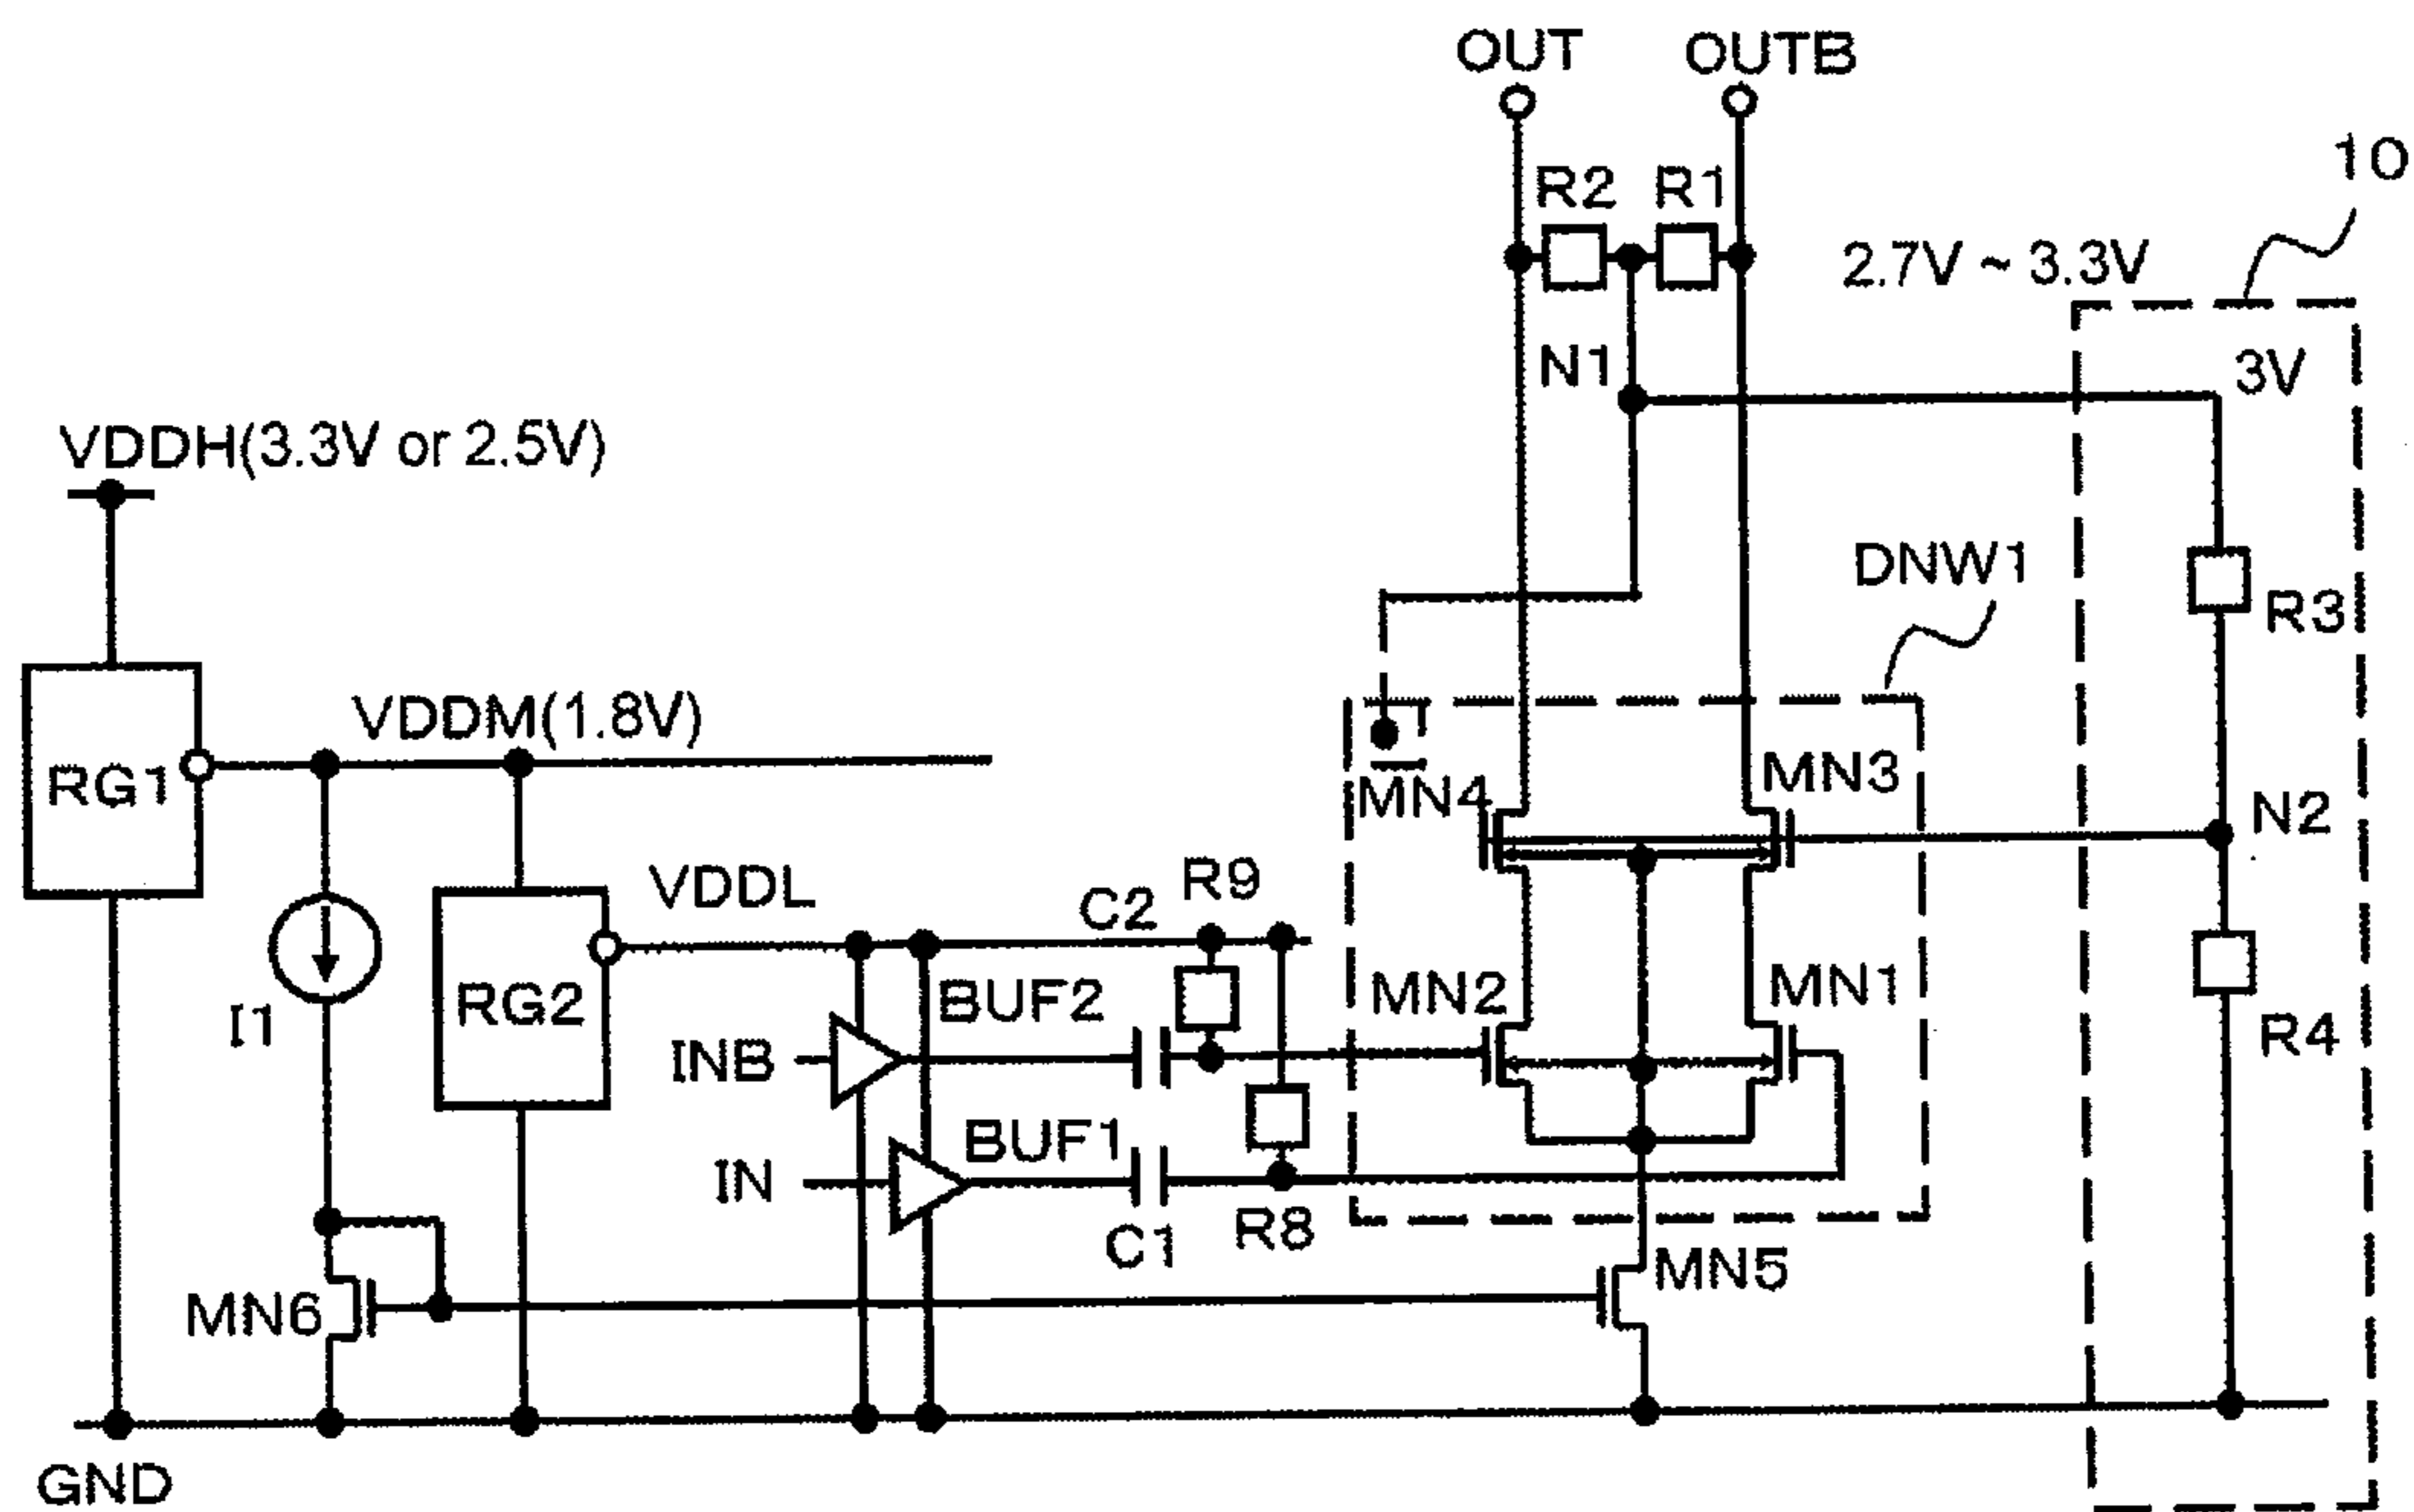 OUT OUTB
10
R2 R1
2.7V ~ 3.3V
N1
3V
VDDH(3.3V or 2.5V)
DNW1
R3
VDDM(1.8V)
RG1
MN4
MN3
N2
VDDL
C2
R9
RG2
BUF2
MN2
MN1
I1
INB
R4
BUF1
IN
C1
R8
MN6
MN5
GND